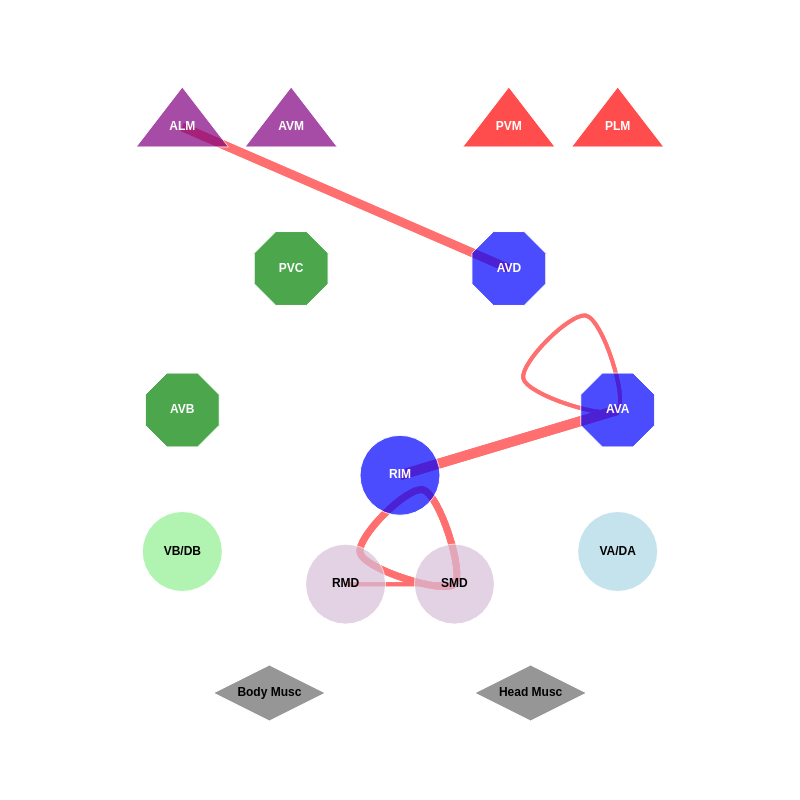 ALM
AVM
PVM
PLM
PVC
AVD
AVB
AVA
RIM
VB/DB
VA/DA
RMD
SMD
Body Musc
Head Musc